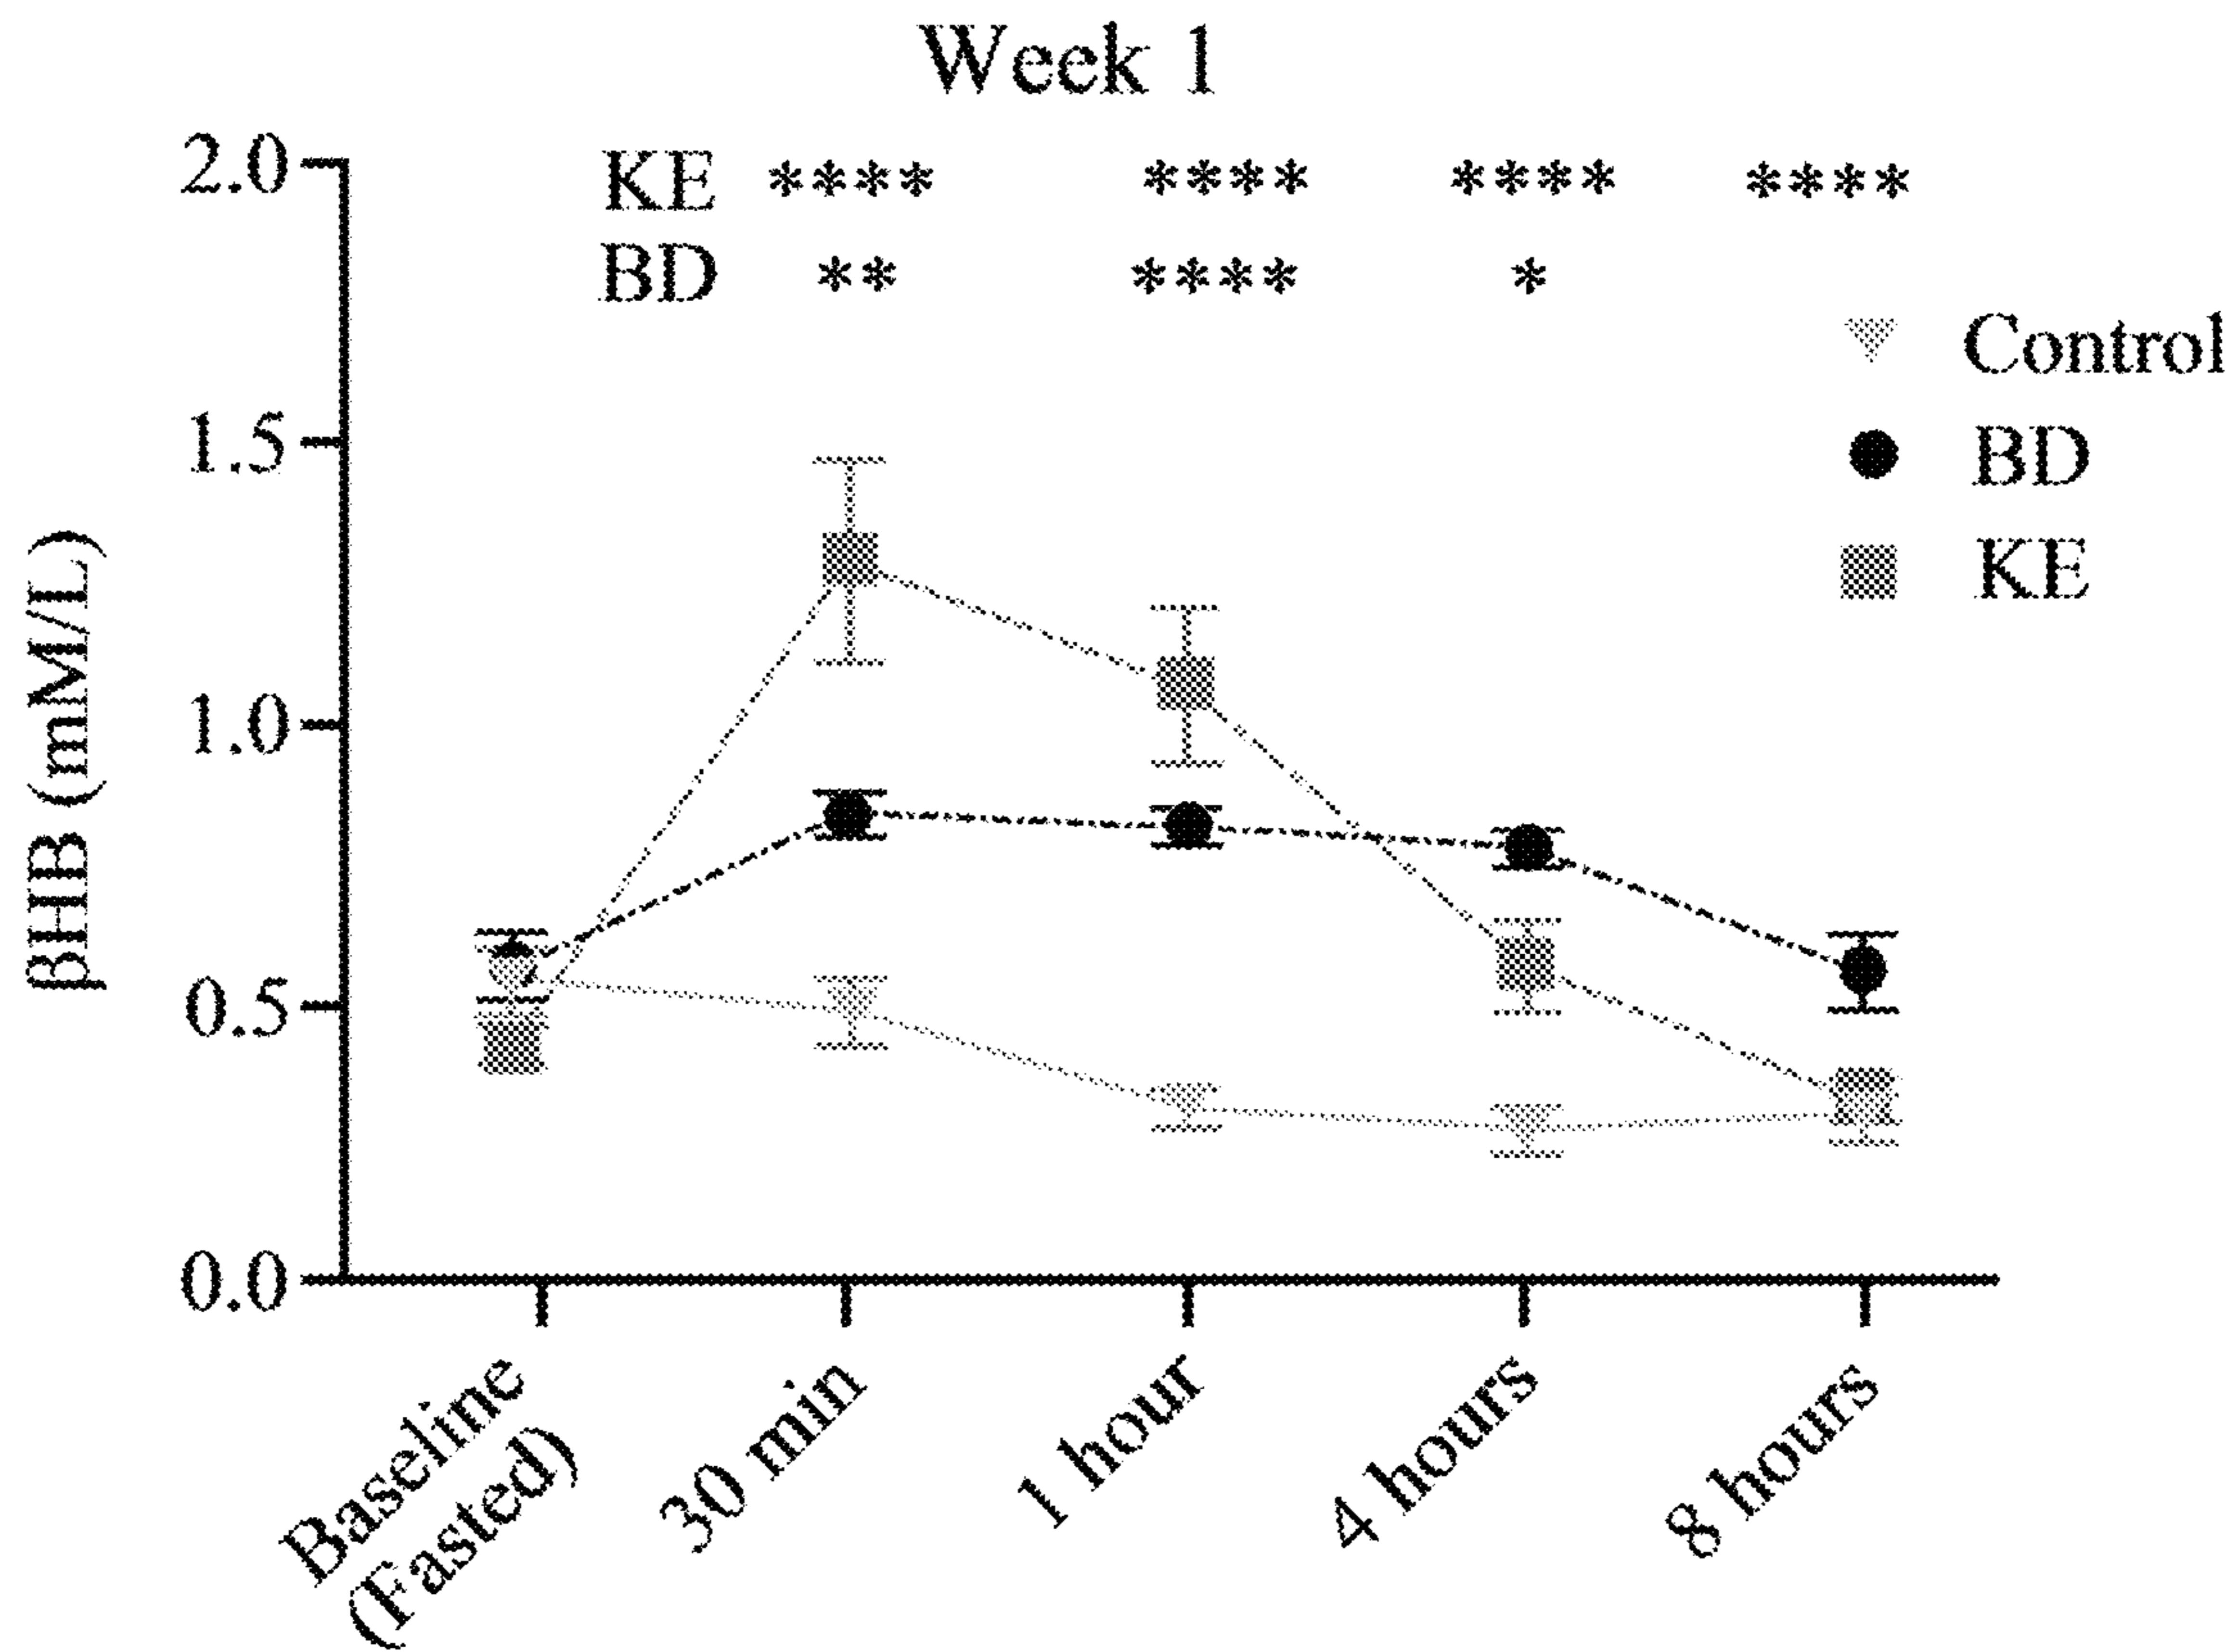 Week 1
2.0
KE **** **** **** ****
BD ** **** *
Control
1.5
BD
KE
βHB (mM/L)
1.0
0.5
0.0
Baseline
(Fasted)
30 min
1 hour
4 hours
8 hours